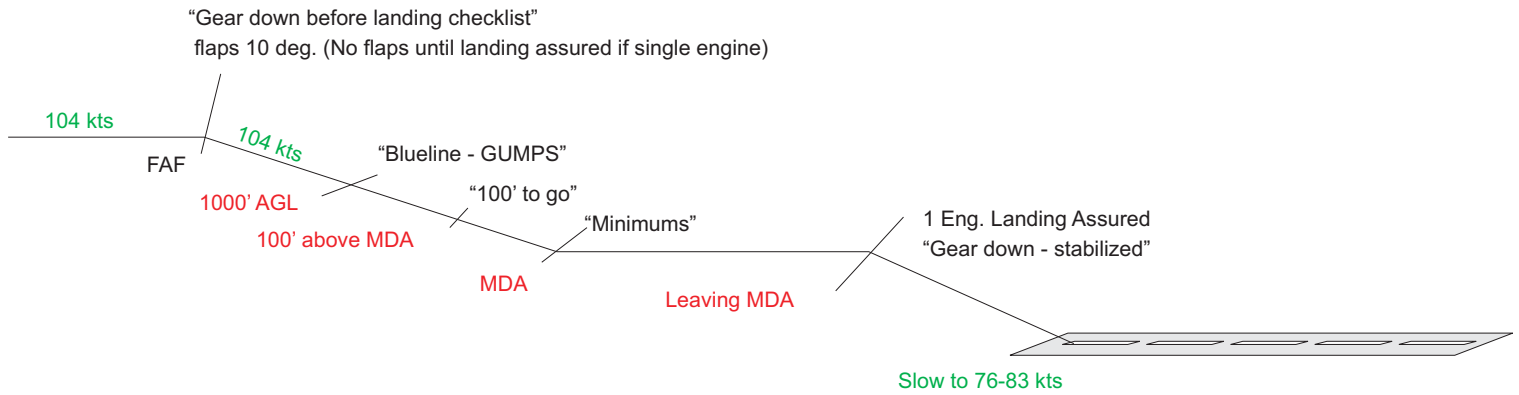 “Gear down before landing checklist”
flaps 10 deg. (No flaps until landing assured if single engine)
104 kts
FAF
104 kts
“Blueline - GUMPS”
1000’ AGL
“100’ to go”
100’ above MDA
“Minimums”
MDA
1 Eng. Landing Assured
“Gear down - stabilized”
Leaving MDA
Slow to 76-83 kts